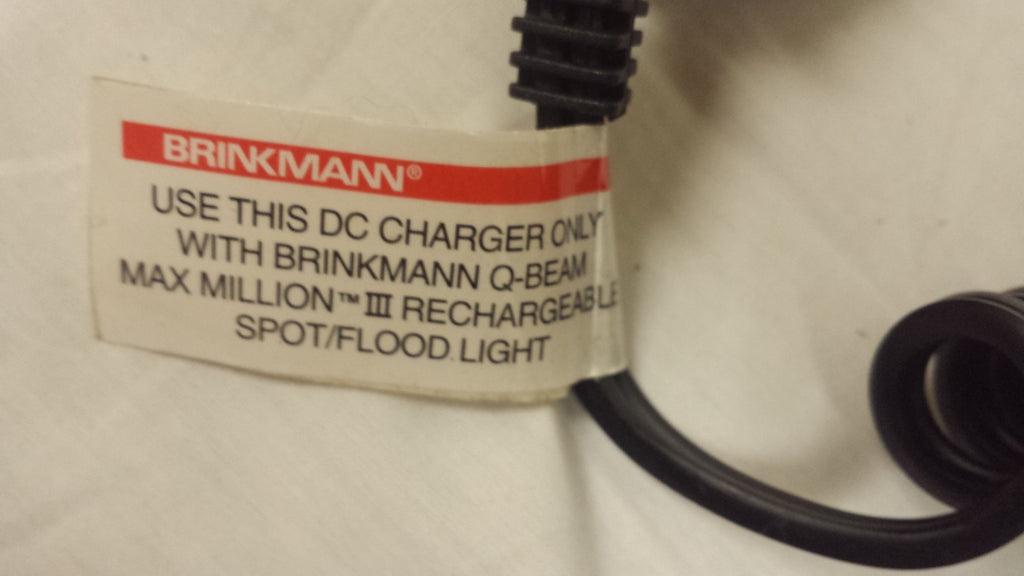 BRINKMANN®
USE THIS DC CHARGER ONLY
WITH BRINKMANN Q-BEAM
MAX MILLION™ III RECHARGEABLE
SPOT/FLOOD LIGHT